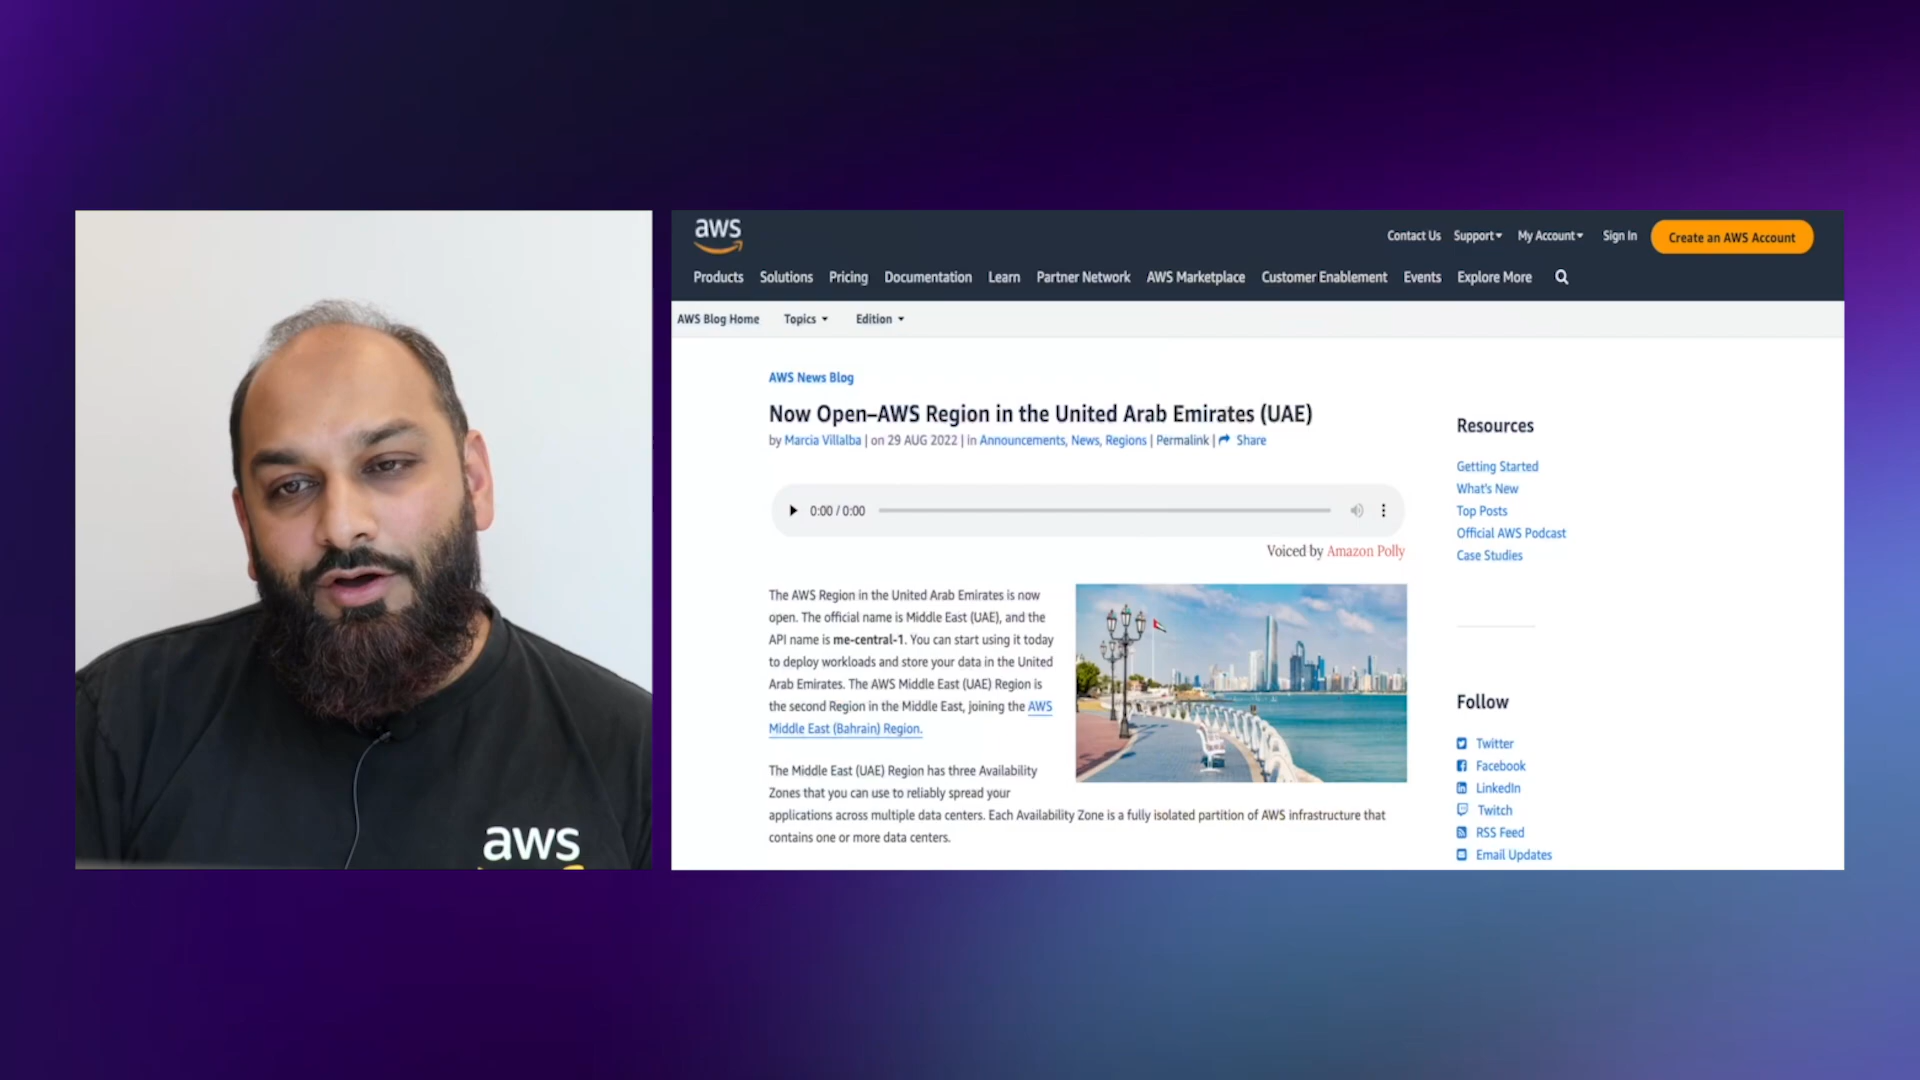 aws
aws
Contact Us Support My Account Sign In Create an AWS Account
Products Solutions Pricing Documentation Learn Partner Network AWS Marketplace Customer Enablement Events Explore More
AWS Blog Home Topics Edition
AWS News Blog
Now Open–AWS Region in the United Arab Emirates (UAE)
by Marcia Villalba | on 29 AUG 2022 | in Announcements, News, Regions | Permalink | Share
0:00 / 0:00
Voiced by Amazon Polly
The AWS Region in the United Arab Emirates is now
open. The official name is Middle East (UAE), and the
API name is me-central-1. You can start using it today
to deploy workloads and store your data in the United
Arab Emirates. The AWS Middle East (UAE) Region is
the second Region in the Middle East, joining the AWS
Middle East (Bahrain) Region.
The Middle East (UAE) Region has three Availability
Zones that you can use to reliably spread your
applications across multiple data centers. Each Availability Zone is a fully isolated partition of AWS infrastructure that
contains one or more data centers.
Resources
Getting Started
What's New
Top Posts
Official AWS Podcast
Case Studies
Follow
Twitter
Facebook
LinkedIn
Twitch
RSS Feed
Email Updates